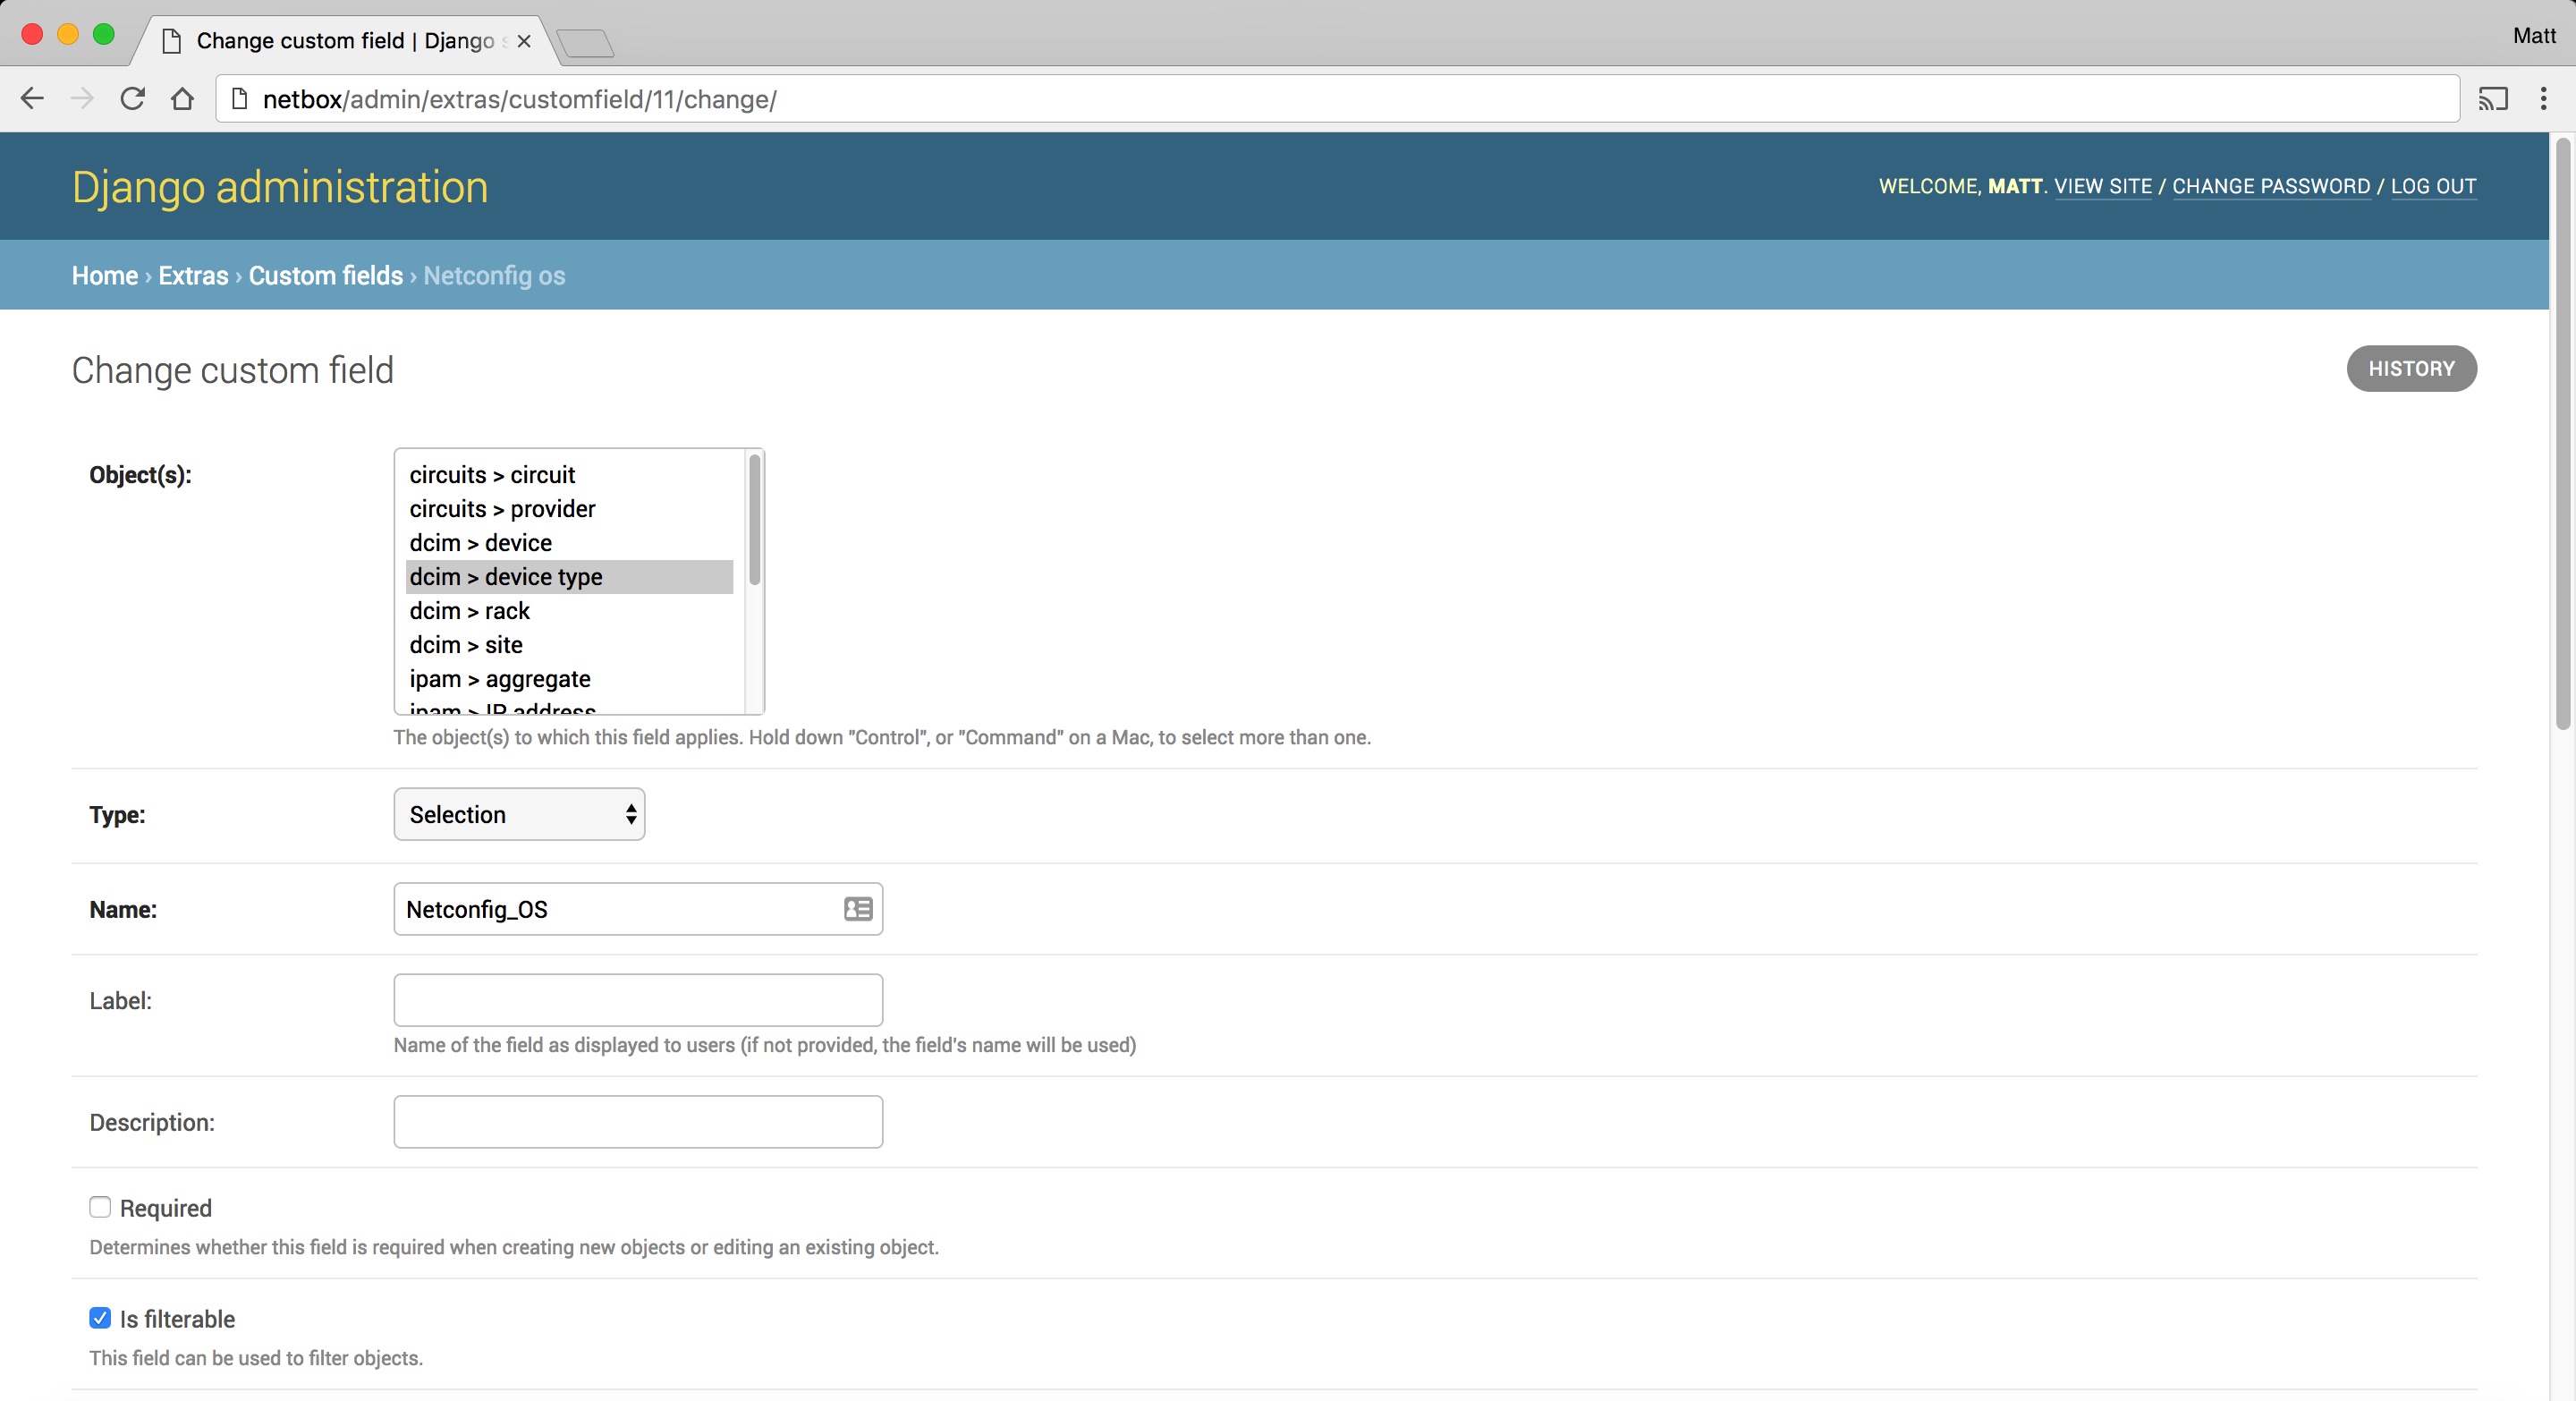 Change custom field | Django
Matt
netbox/admin/extras/customfield/11/change/
Django administration
WELCOME, MATT. VIEW SITE / CHANGE PASSWORD / LOG OUT
Home › Extras › Custom fields › Netconfig os
Change custom field
HISTORY
Object(s):
circuits > circuit
circuits > provider
dcim > device
dcim > device type
dcim > rack
dcim > site
ipam > aggregate
ipam > IP address
The object(s) to which this field applies. Hold down "Control", or "Command" on a Mac, to select more than one.
Type:
Selection
Name:
Netconfig_OS
Label:
Name of the field as displayed to users (if not provided, the field's name will be used)
Description:
Required
Determines whether this field is required when creating new objects or editing an existing object.
Is filterable
This field can be used to filter objects.